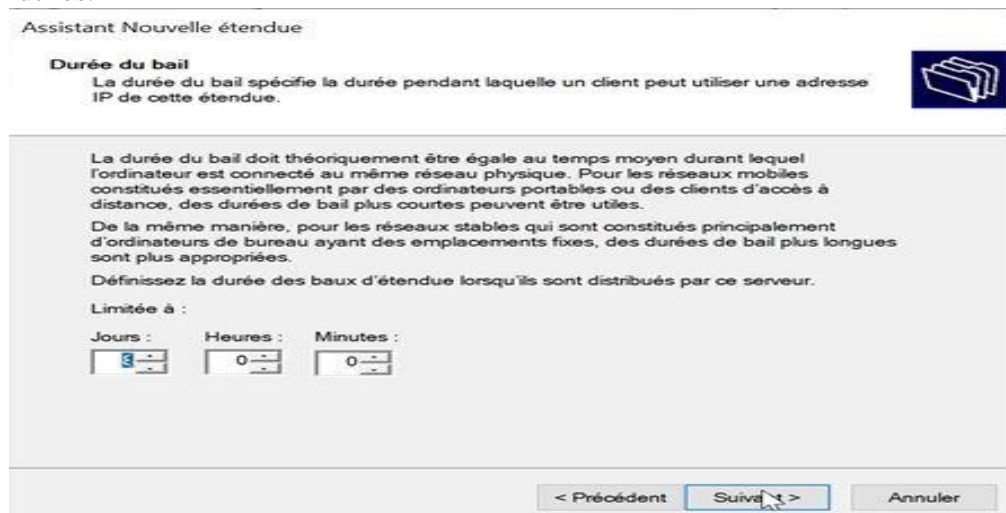 Assistant Nouvelle étendue
Durée du bail
La durée du bail spécifie la durée pendant laquelle un client peut utiliser une adresse
IP de cette étendue.
La durée du bail doit théoriquement être égale au temps moyen durant lequel
l'ordinateur est connecté au même réseau physique. Pour les réseaux mobiles
constitués essentiellement par des ordinateurs portables ou des clients d'accès à
distance, des durées de bail plus courtes peuvent être utiles.
De la même manière, pour les réseaux stables qui sont constitués principalement
d'ordinateurs de bureau ayant des emplacements fixes, des durées de bail plus longues
sont plus appropriées.
Définissez la durée des baux d'étendue lorsqu'ils sont distribués par ce serveur.
Limitée à :
Jours : Heures : Minutes :
0 0
< Précédent Suivant > Annuler